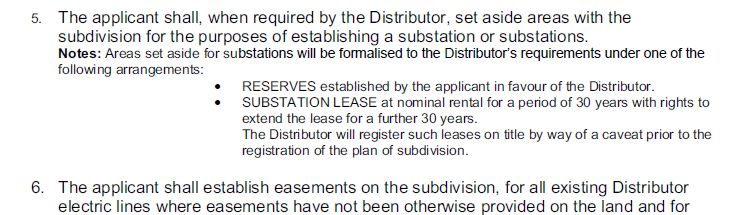 5. The applicant shall, when required by the Distributor, set aside areas with the
subdivision for the purposes of establishing a substation or substations.
Notes: Areas set aside for substations will be formalised to the Distributor's requirements under one of the
following arrangements:
• RESERVES established by the applicant in favour of the Distributor.
• SUBSTATION LEASE at nominal rental for a period of 30 years with rights to
extend the lease for a further 30 years.
The Distributor will register such leases on title by way of a caveat prior to the
registration of the plan of subdivision.
6. The applicant shall establish easements on the subdivision, for all existing Distributor
electric lines where easements have not been otherwise provided on the land and for